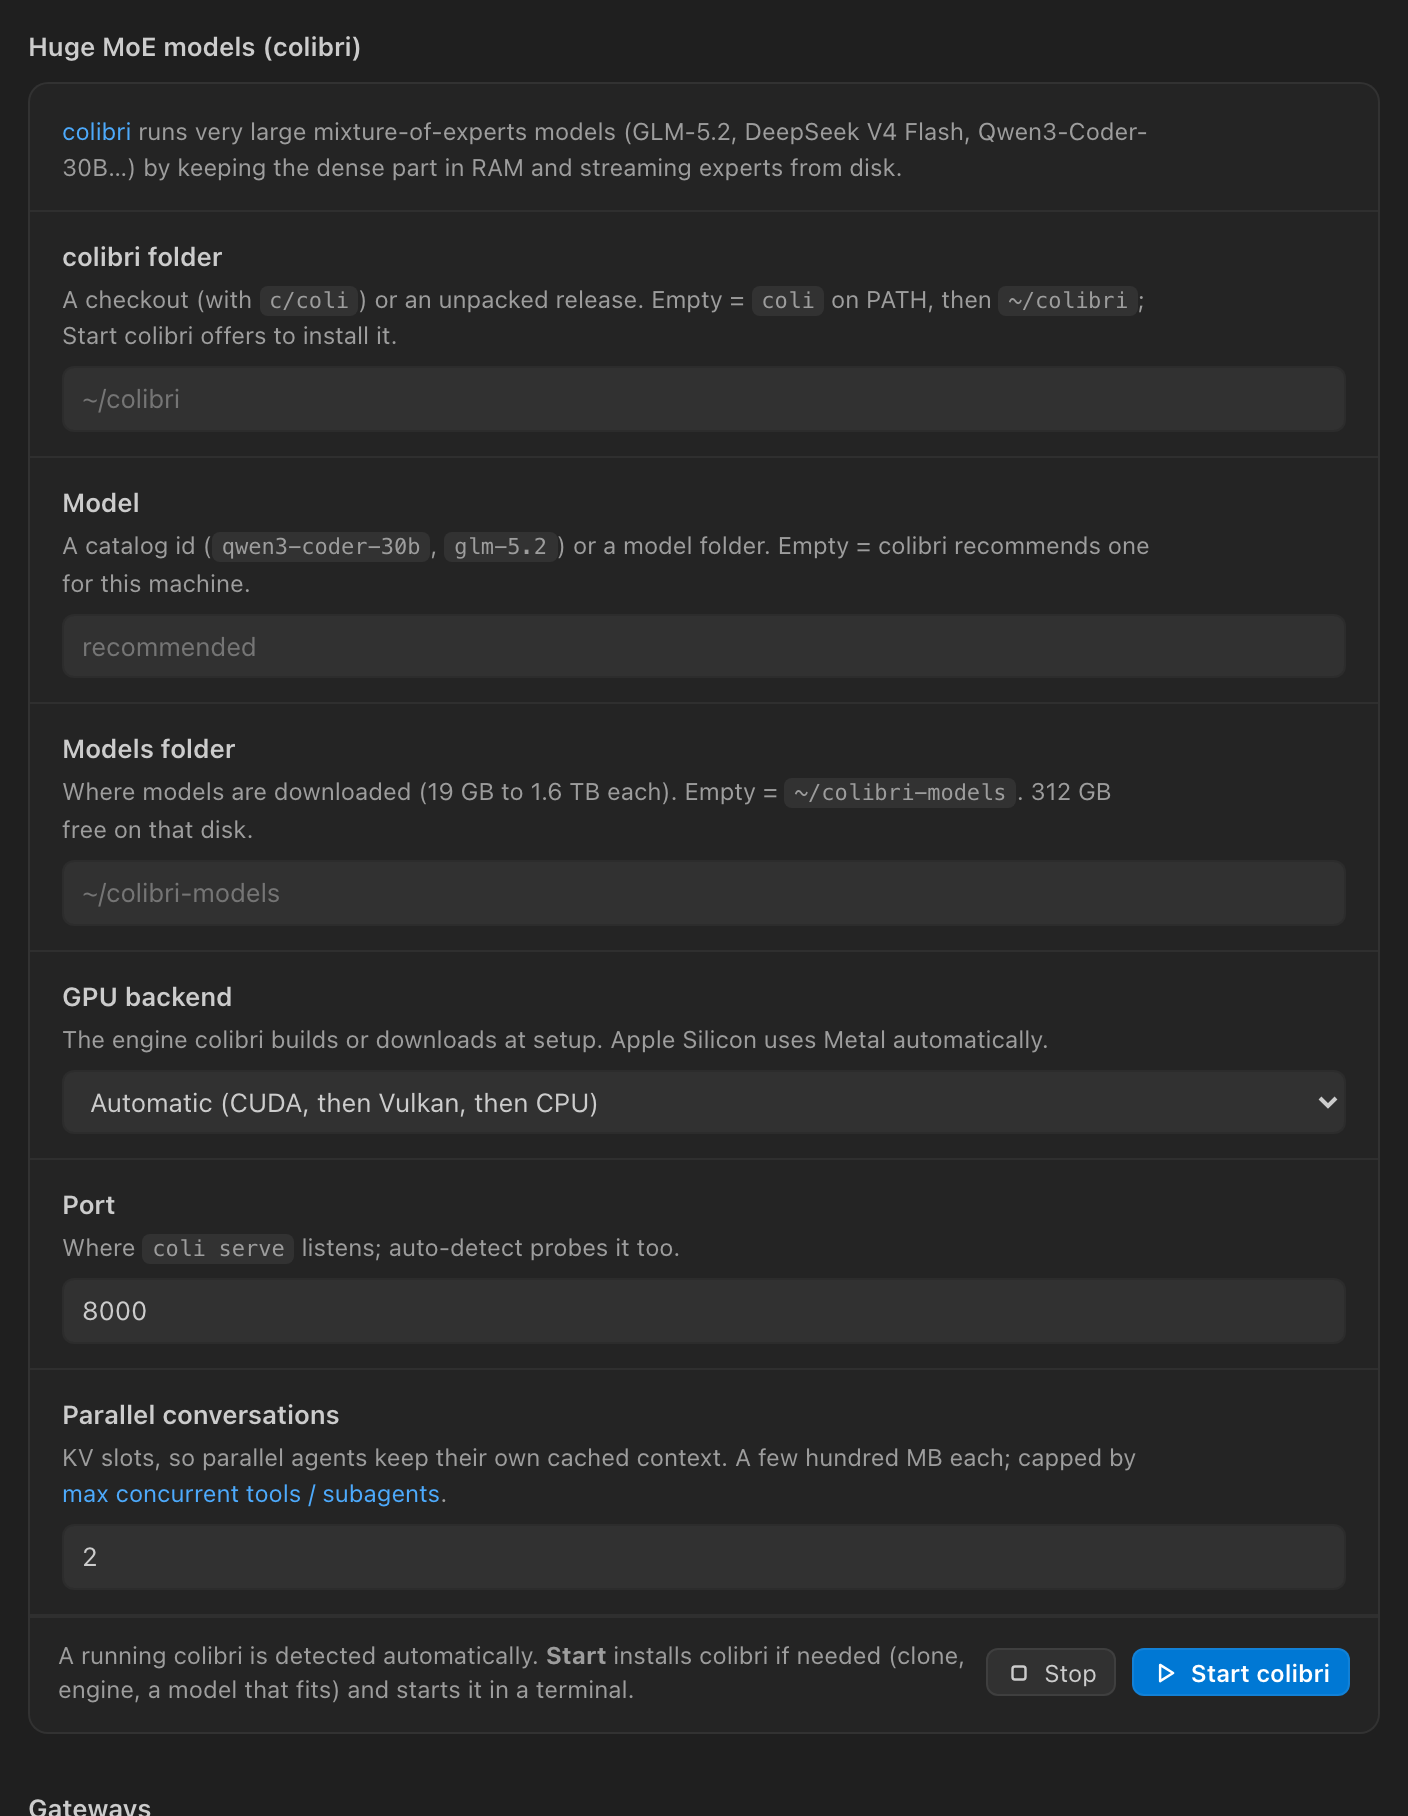 Huge MoE models (colibri)
colibri runs very large mixture-of-experts models (GLM-5.2, DeepSeek V4 Flash, Qwen3-Coder-
30B...) by keeping the dense part in RAM and streaming experts from disk.
colibri folder
A checkout (with c/coli) or an unpacked release. Empty = coli on PATH, then ~/colibri;
Start colibri offers to install it.
~/colibri
Model
A catalog id (qwen3-coder-30b, glm-5.2) or a model folder. Empty = colibri recommends one
for this machine.
recommended
Models folder
Where models are downloaded (19 GB to 1.6 TB each). Empty = ~/colibri-models. 312 GB
free on that disk.
~/colibri-models
GPU backend
The engine colibri builds or downloads at setup. Apple Silicon uses Metal automatically.
Automatic (CUDA, then Vulkan, then CPU)
Port
Where coli serve listens; auto-detect probes it too.
8000
Parallel conversations
KV slots, so parallel agents keep their own cached context. A few hundred MB each; capped by
max concurrent tools / subagents.
2
A running colibri is detected automatically. Start installs colibri if needed (clone,
engine, a model that fits) and starts it in a terminal.
Stop
Start colibri
Gateways